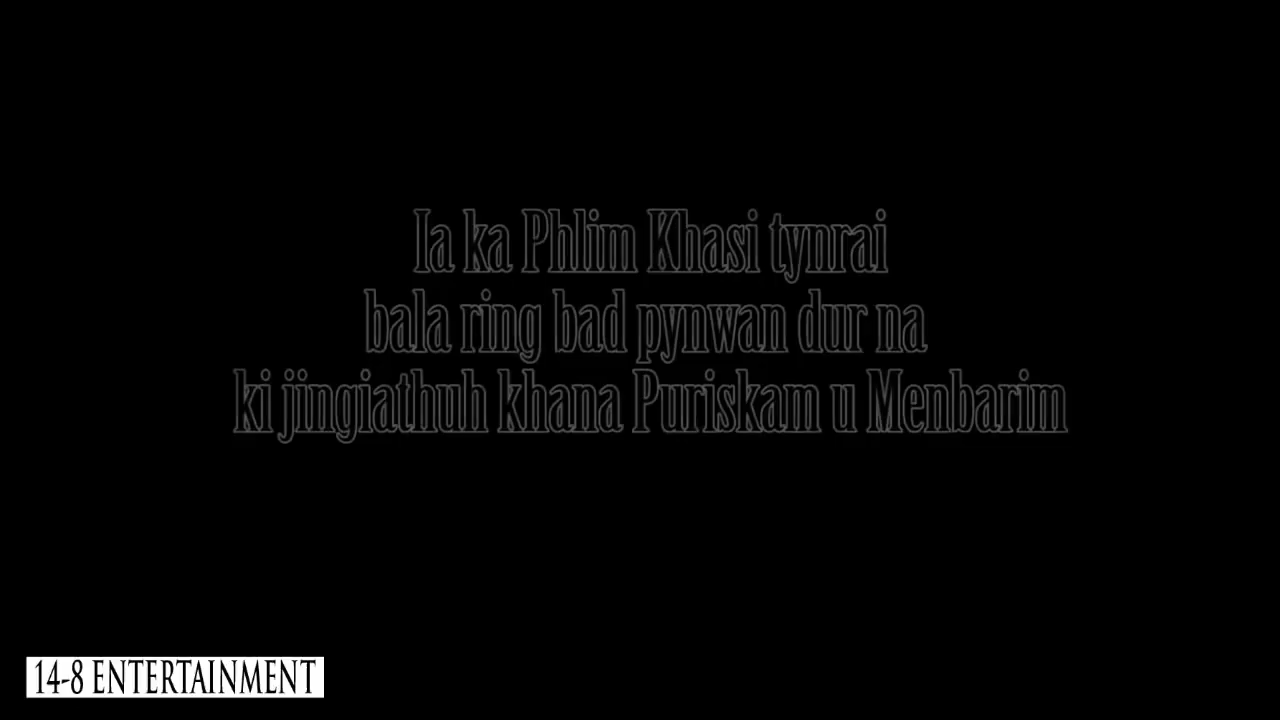 Ia ka Phlim Khasi tynrai
bala ring bad pynwan dur na
ki jingiathuh khana Puriskam u Menbarim
14-8 ENTERTAINMENT